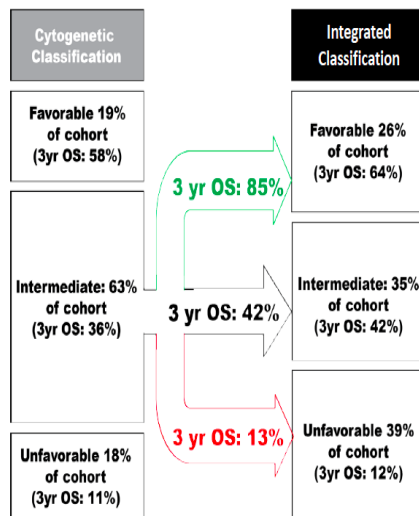 Cytogenetic
Classification
Favorable 19%
of cohort
(3yr OS: 58%)
Intermediate: 63%
of cohort
(3yr OS: 36%)
Unfavorable 18%
of cohort
(3yr OS: 11%)
3 yr OS: 85%
3 yr OS: 42%
3 yr OS: 13%
Integrated
Classification
Favorable 26%
of cohort
(3yr OS: 64%)
Intermediate: 35%
of cohort
(3yr OS: 42%)
Unfavorable 39%
of cohort
(3yr OS: 12%)